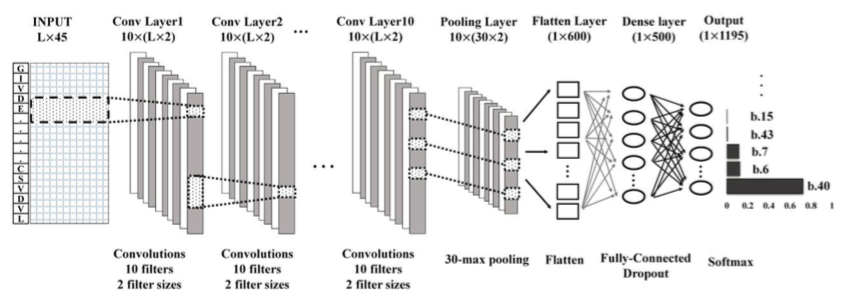 INPUT
L×45
Conv Layer1
10×(L×2)
Conv Layer2
10×(L×2)
...
Conv Layer10
10×(L×2)
Pooling Layer
10×(30×2)
Flatten Layer
(1×600)
Dense layer
(1×500)
Output
(1×1195)
G
I
V
D
E
.
.
.
.
.
C
S
V
D
V
L
...
b.15
b.43
b.7
b.6
b.40
0 0.2 0.4 0.6 0.8 1
Convolutions
10 filters
2 filter sizes
Convolutions
10 filters
2 filter sizes
Convolutions
10 filters
2 filter sizes
30-max pooling
Flatten
Fully-Connected
Dropout
Softmax